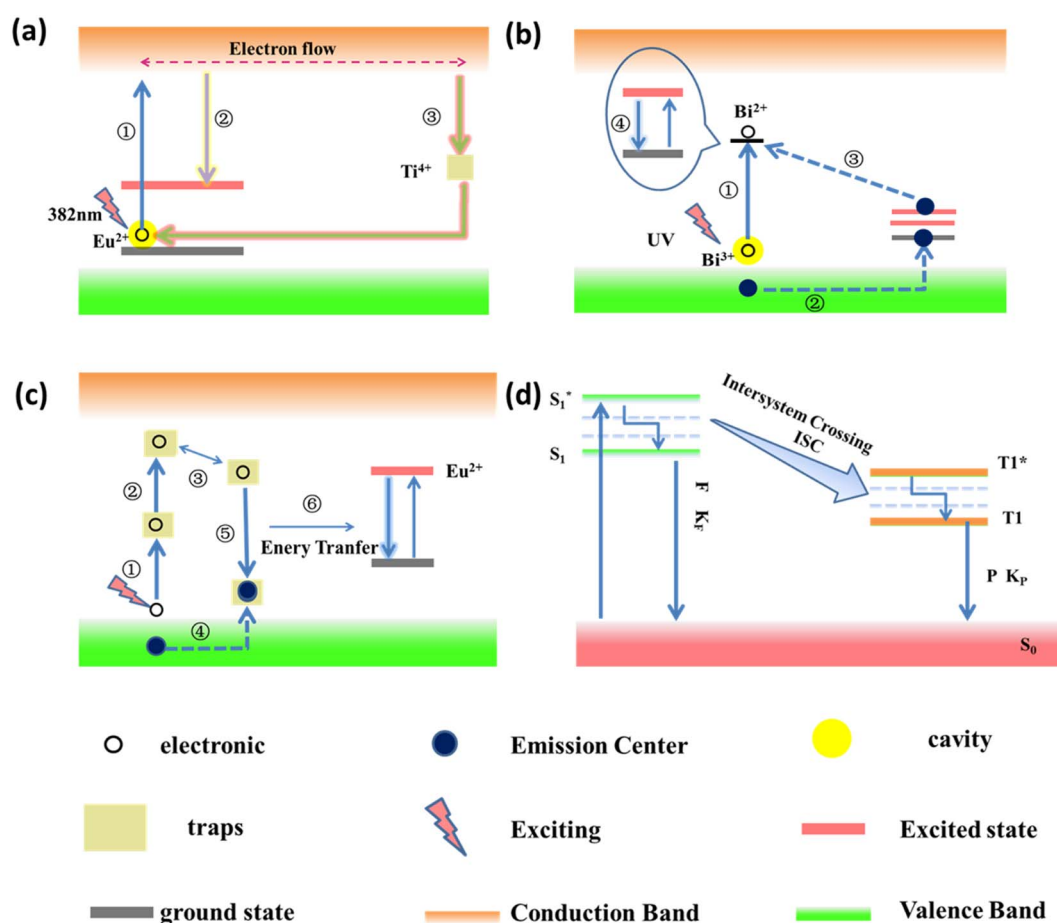 (a)
Electron flow
①
②
③
Ti⁴⁺
382nm
Eu²⁺
(b)
Bi²⁺
④
③
①
UV
Bi³⁺
②
(c)
②
③
Eu²⁺
⑥
⑤
Enery Tranfer
①
④
(d)
S₁*
Intersystem Crossing
ISC
S₁
T1*
F K_F
T1
P K_P
S₀
electronic
Emission Center
cavity
traps
Exciting
Excited state
ground state
Conduction Band
Valence Band